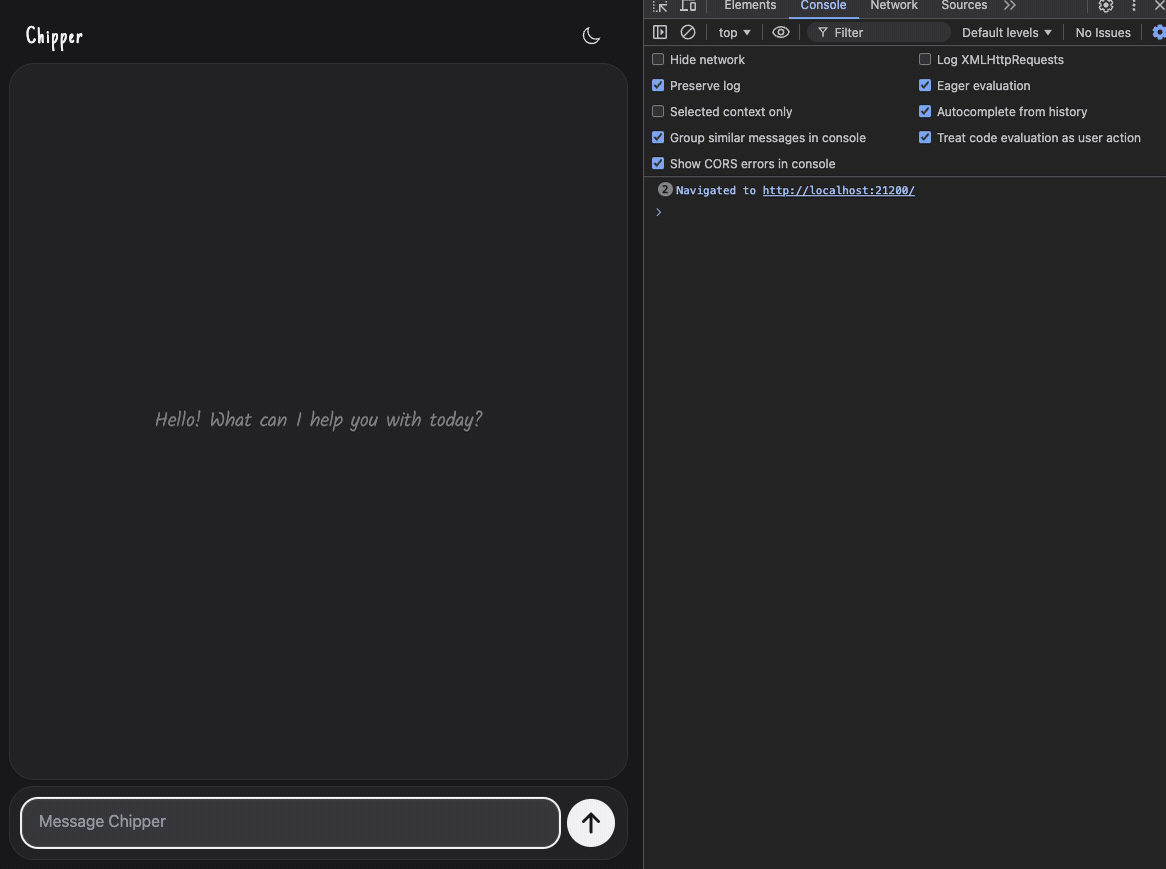 Chipper
Hello! What can I help you with today?
Message Chipper
Elements Console Network Sources
top Filter Default levels No Issues
Hide network Log XMLHttpRequests
Preserve log Eager evaluation
Selected context only Autocomplete from history
Group similar messages in console Treat code evaluation as user action
Show CORS errors in console
2 Navigated to http://localhost:21200/